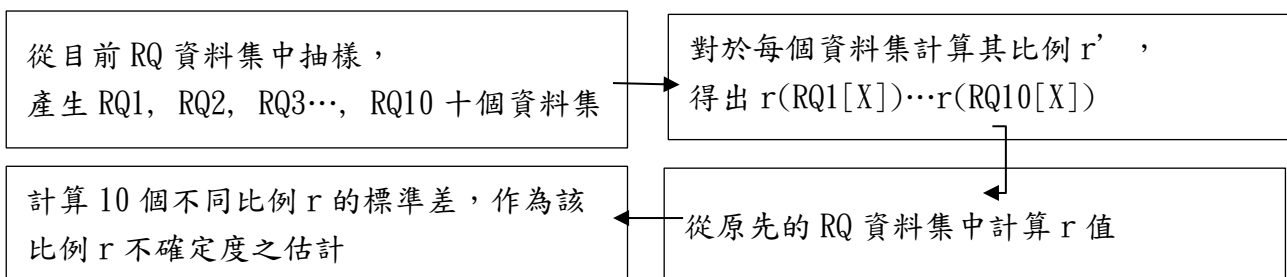 從目前 RQ 資料集中抽樣，
產生 RQ1, RQ2, RQ3…, RQ10 十個資料集
對於每個資料集計算其比例 r’，
得出 r(RQ1[X])…r(RQ10[X])
從原先的 RQ 資料集中計算 r 值
計算 10 個不同比例 r 的標準差，作為該
比例 r 不確定度之估計